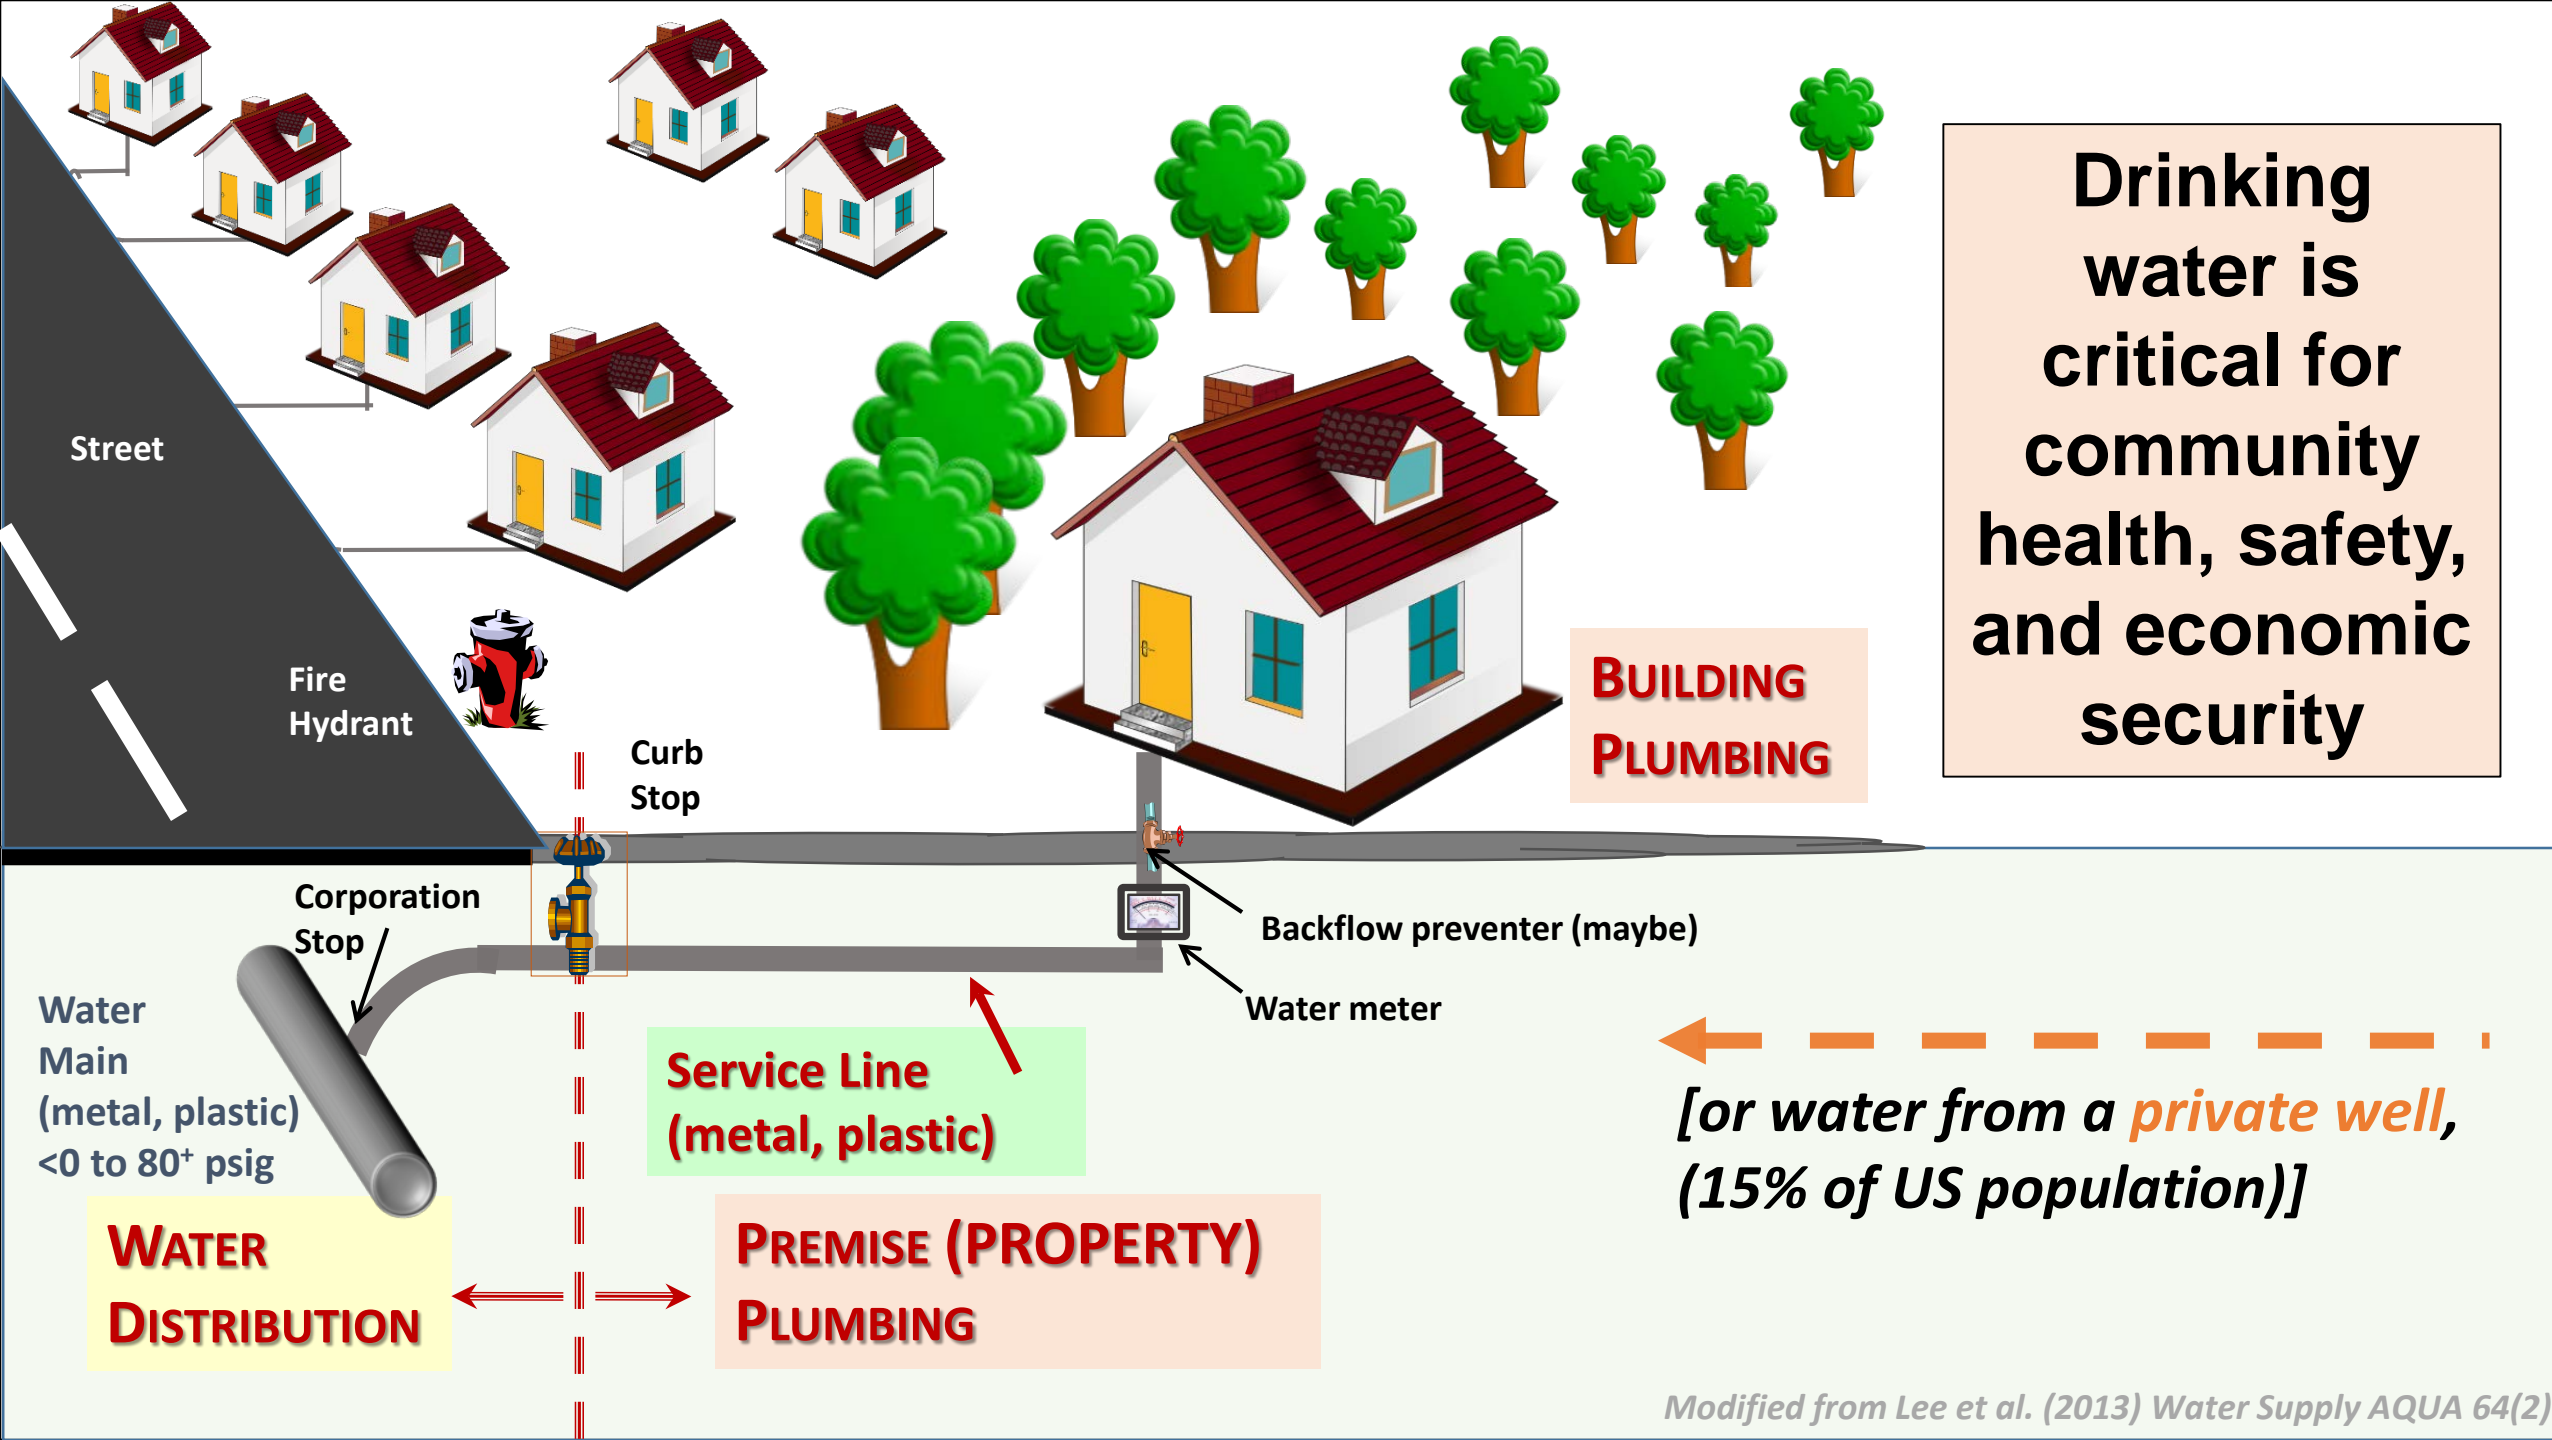 Drinking
water is
critical for
community
health, safety,
and economic
security
Street
Fire
Hydrant
Curb
Stop
BUILDING
PLUMBING
Corporation
Stop
Backflow preventer (maybe)
Water meter
Water
Main
(metal, plastic)
<0 to 80+ psig
Service Line
(metal, plastic)
[or water from a private well,
(15% of US population)]
WATER
DISTRIBUTION
PREMISE (PROPERTY)
PLUMBING
Modified from Lee et al. (2013) Water Supply AQUA 64(2)